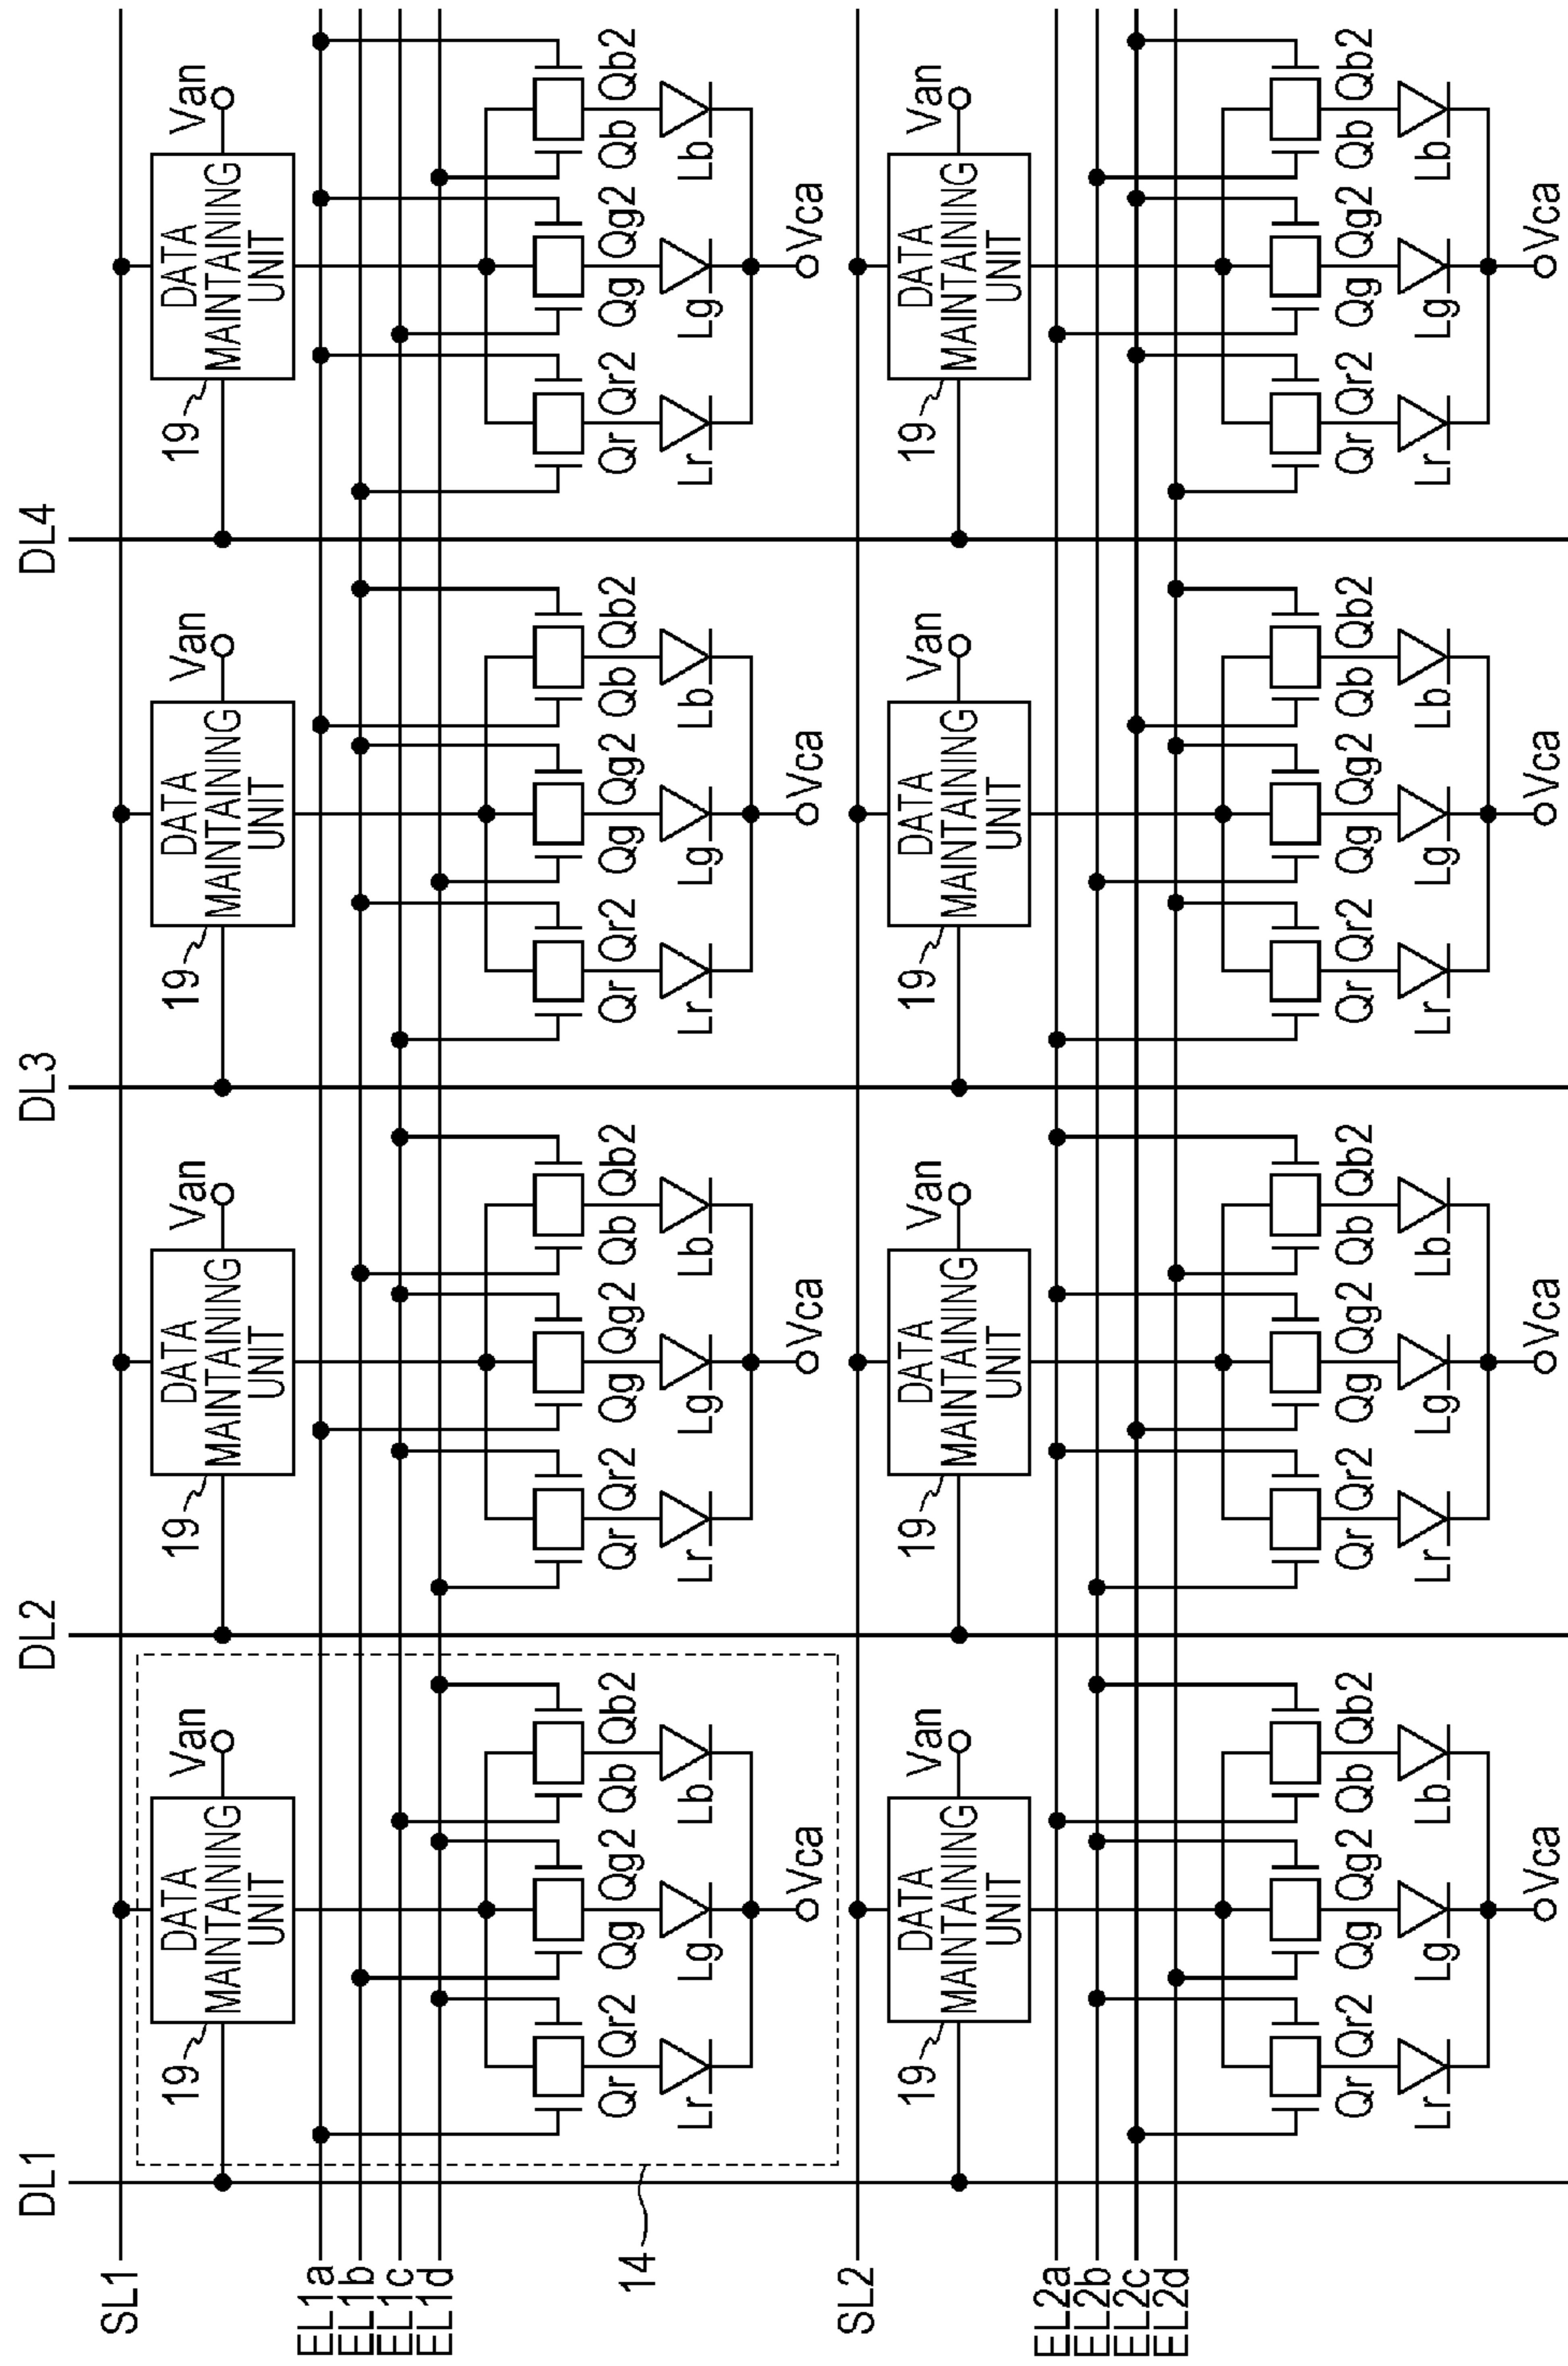 DL1 DL2 DL3 DL4
SL1
19 DATA MAINTAINING UNIT Van
19 DATA MAINTAINING UNIT Van
19 DATA MAINTAINING UNIT Van
19 DATA MAINTAINING UNIT Van
EL1a
EL1b
EL1c
EL1d
Qr Qr2 Qg Qg2 Qb Qb2
Qr Qr2 Qg Qg2 Qb Qb2
Qr Qr2 Qg Qg2 Qb Qb2
Qr Qr2 Qg Qg2 Qb Qb2
14
Lr Lg Lb
Lr Lg Lb
Lr Lg Lb
Lr Lg Lb
Vca Vca Vca Vca
SL2
19 DATA MAINTAINING UNIT Van
19 DATA MAINTAINING UNIT Van
19 DATA MAINTAINING UNIT Van
19 DATA MAINTAINING UNIT Van
EL2a
EL2b
EL2c
EL2d
Qr Qr2 Qg Qg2 Qb Qb2
Qr Qr2 Qg Qg2 Qb Qb2
Qr Qr2 Qg Qg2 Qb Qb2
Qr Qr2 Qg Qg2 Qb Qb2
Lr Lg Lb
Lr Lg Lb
Lr Lg Lb
Lr Lg Lb
Vca Vca Vca Vca